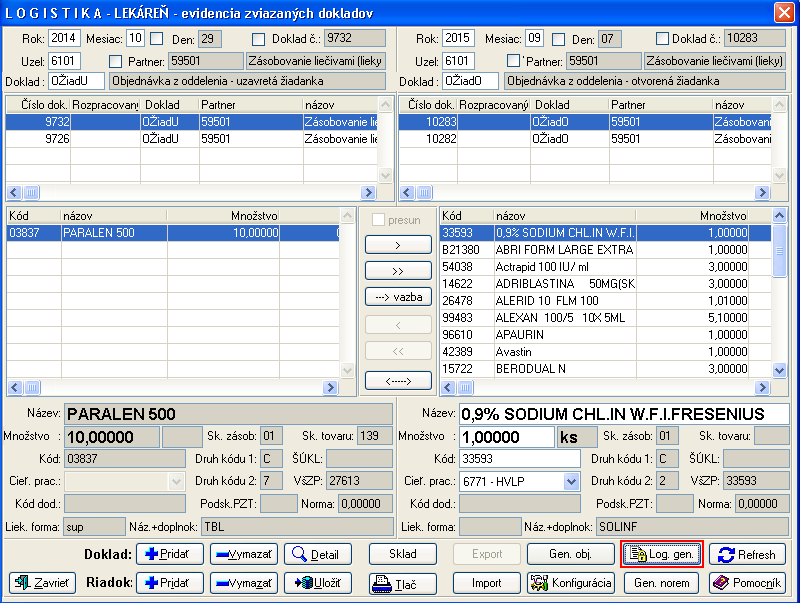 L O G I S T I K A - LEKÁREŇ - evidencia zviazaných dokladov
Rok: 2014 Mesiac: 10 Den: 29 Doklad č.: 9732
Uzel: 6101 Partner: 59501 Zásobovanie liečivami (lieky
Doklad : OŽiadU Objednávka z oddelenia - uzavretá žiadanka
Rok: 2015 Mesiac: 09 Den: 07 Doklad č.: 10283
Uzel: 6101 Partner: 59501 Zásobovanie liečivami (lieky)
Doklad : OŽiadO Objednávka z oddelenia - otvorená žiadanka
Číslo dok. Rozpracovaný Doklad Partner názov
9732 OŽiadU 59501 Zásobovanie lie
9726 OŽiadU 59501 Zásobovanie lie
Číslo dok. Rozpracovaný Doklad Partner názov
10283 OŽiadO 59501 Zásobovani
10282 OŽiadO 59501 Zásobovani
Kód názov Množstvo
03837 PARALEN 500 10,00000
presun
>
>>
---> vazba
<
<<
<----->
Kód názov Množstvo
33593 0,9% SODIUM CHL.IN W.F.I. 1,00000
B21380 ABRI FORM LARGE EXTRA 1,00000
54038 Actrapid 100 IU/ ml 3,00000
14622 ADRIBLASTINA 50MG(SK 3,00000
26478 ALERID 10 FLM 100 1,01000
99483 ALEXAN 100/5 10X 5ML 5,10000
96610 APAURIN 1,00000
42389 Avastin 1,00000
15722 BERODUAL N 3,00000
Název: PARALEN 500
Množstvo : 10,00000 Sk. zásob: 01 Sk. tovaru: 139
Kód: 03837 Druh kódu 1: C ŠÚKL:
Cieľ. prac.: Druh kódu 2: 7 VšZP: 27613
Kód dod.: Podsk.PZT: Norma: 0,00000
Liek. forma: sup Náz.+doplnok: TBL
Název: 0,9% SODIUM CHL.IN W.F.I.FRESENIUS
Množstvo : 1,00000 ks Sk. zásob: 01 Sk. tovaru:
Kód: 33593 Druh kódu 1: C ŠÚKL:
Cieľ. prac.: 6771 - HVLP Druh kódu 2: 2 VšZP: 33593
Kód dod.: Podsk.PZT: Norma: 0,00000
Liek. forma: Náz.+doplnok: SOLINF
Doklad: Pridať Vymazať Detail Sklad Export Gen. obj. Log. gen. Refresh
Zavrieť Riadok: Pridať Vymazať Uložiť Tlač Import Konfigurácia Gen. norem Pomocník